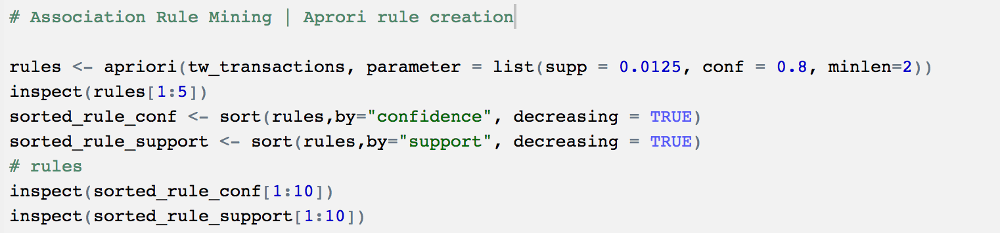 # Association Rule Mining | Aprori rule creation
rules <- apriori(tw_transactions, parameter = list(supp = 0.0125, conf = 0.8, minlen=2))
inspect(rules[1:5])
sorted_rule_conf <- sort(rules,by="confidence", decreasing = TRUE)
sorted_rule_support <- sort(rules,by="support", decreasing = TRUE)
# rules
inspect(sorted_rule_conf[1:10])
inspect(sorted_rule_support[1:10])